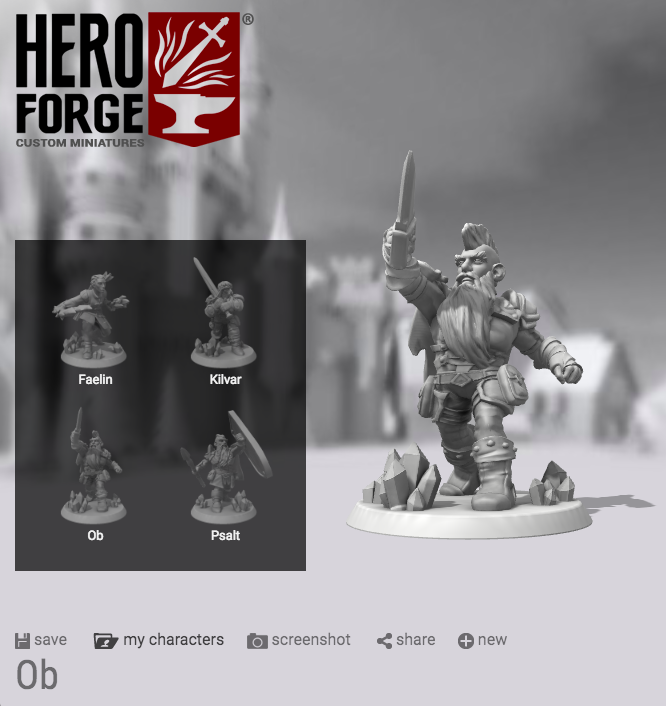 HERO
FORGE
®
CUSTOM MINIATURES
Faelin
Kilvar
Ob
Psalt
save
my characters
screenshot
share
new
Ob